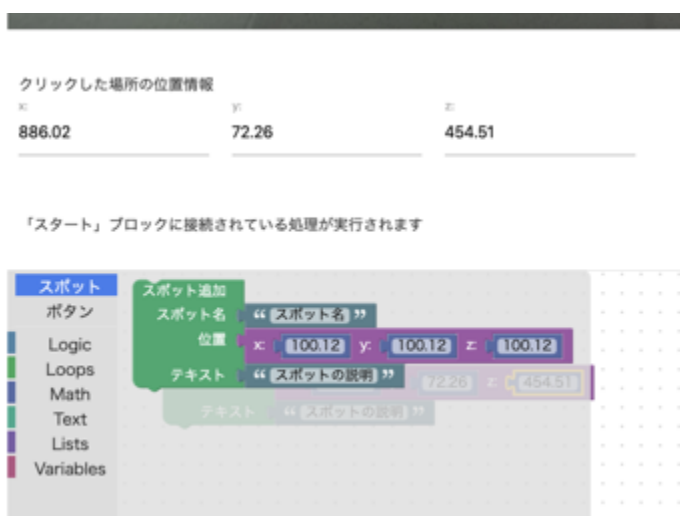 クリックした場所の位置情報
x: y: z:
886.02 72.26 454.51
「スタート」ブロックに接続されている処理が実行されます
スポット
ボタン
Logic
Loops
Math
Text
Lists
Variables
スポット追加
スポット名 “ スポット名 ”
位置 x: 100.12 y: 100.12 z: 100.12
テキスト “ スポットの説明 ” 72.26 z: 454.51
テキスト “ スポットの説明 ”